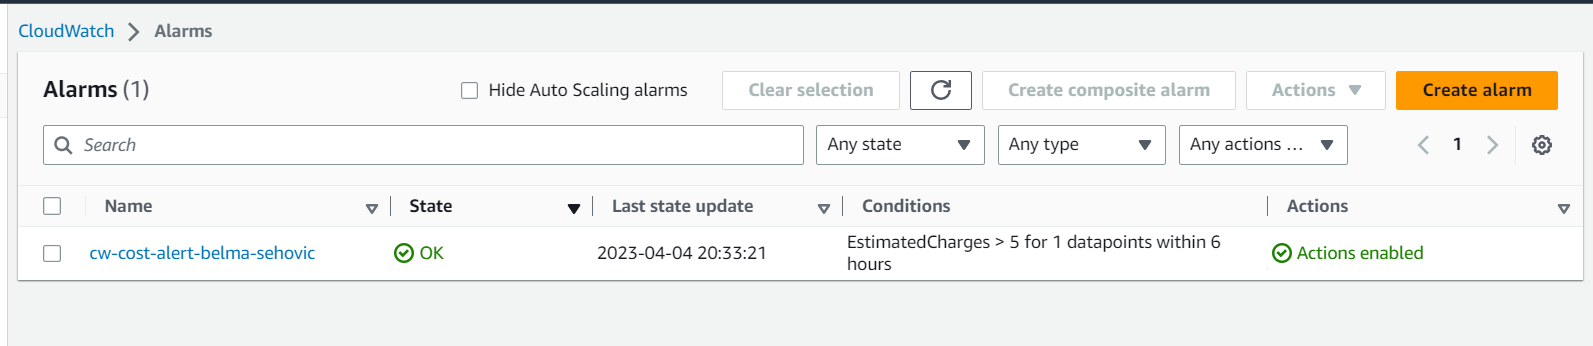 CloudWatch > Alarms
Alarms (1)
Hide Auto Scaling alarms
Clear selection
Create composite alarm
Actions
Create alarm
Search
Any state
Any type
Any actions ...
1
Name State Last state update Conditions Actions
cw-cost-alert-belma-sehovic OK 2023-04-04 20:33:21 EstimatedCharges > 5 for 1 datapoints within 6
hours
Actions enabled